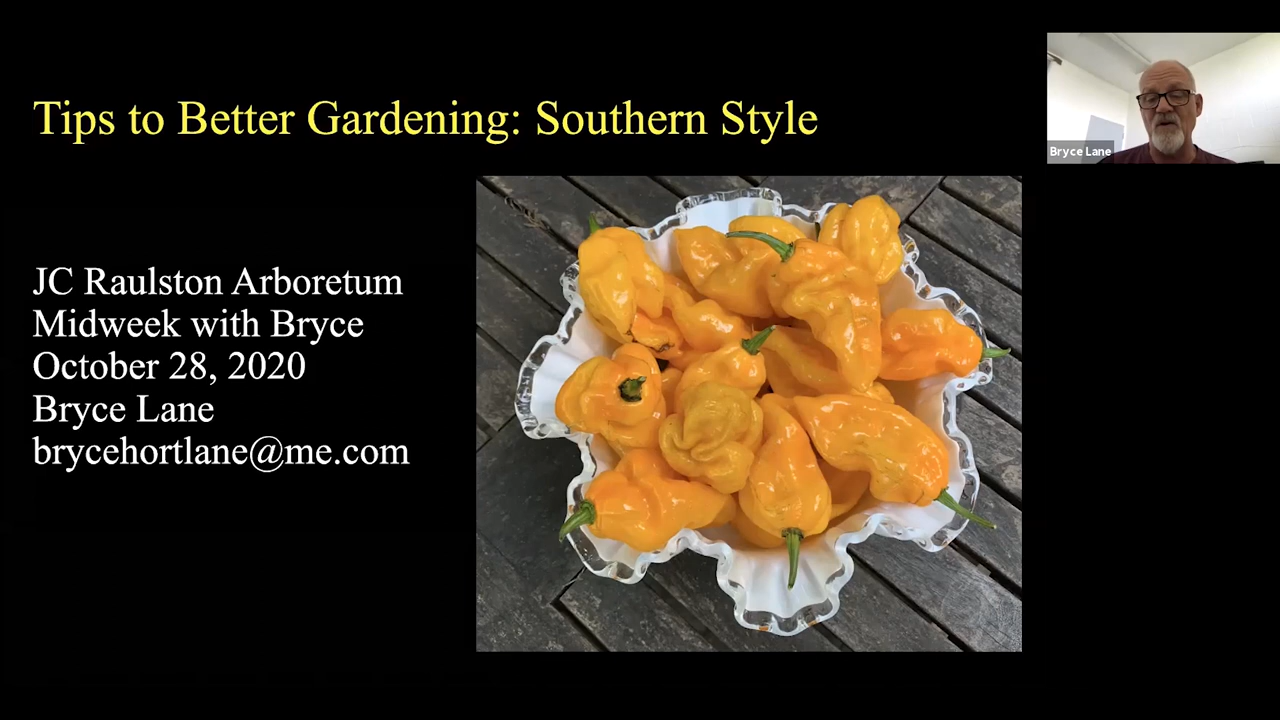 Tips to Better Gardening: Southern Style
Bryce Lane
JC Raulston Arboretum
Midweek with Bryce
October 28, 2020
Bryce Lane
brycehortlane@me.com